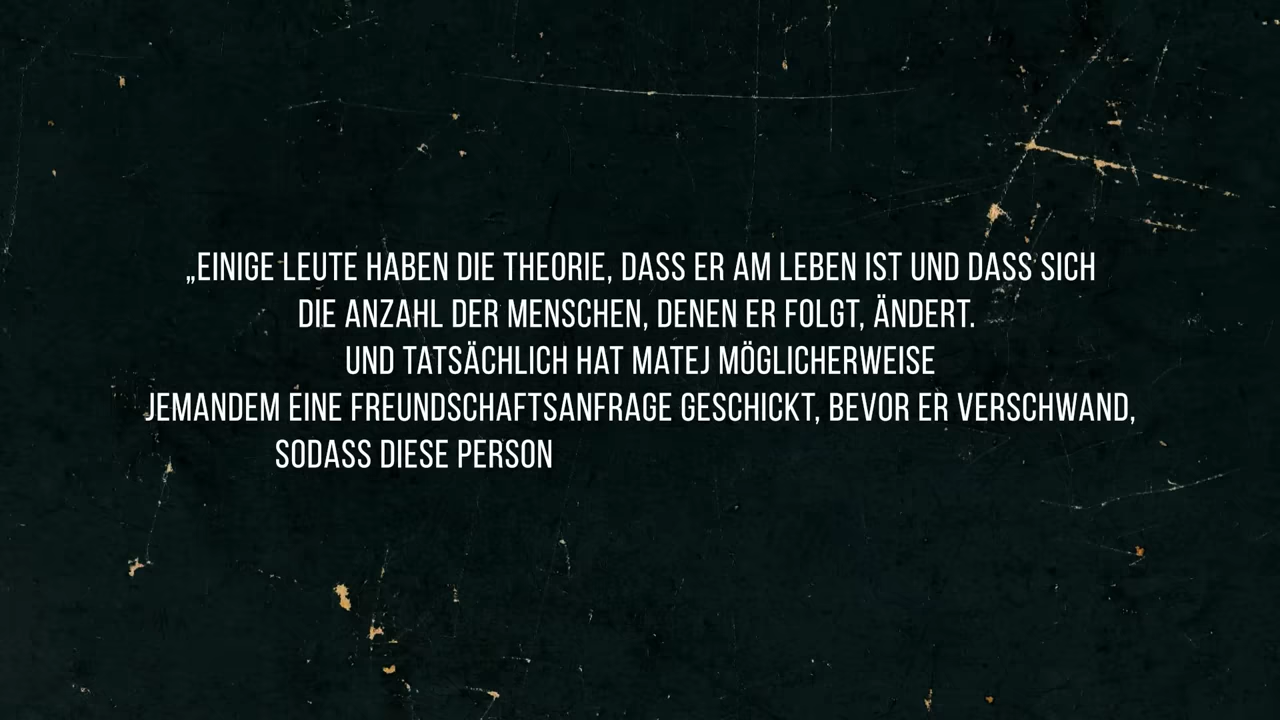 „EINIGE LEUTE HABEN DIE THEORIE, DASS ER AM LEBEN IST UND DASS SICH
DIE ANZAHL DER MENSCHEN, DENEN ER FOLGT, ÄNDERT.
UND TATSÄCHLICH HAT MATEJ MÖGLICHERWEISE
JEMANDEM EINE FREUNDSCHAFTSANFRAGE GESCHICKT, BEVOR ER VERSCHWAND,
SODASS DIESE PERSON